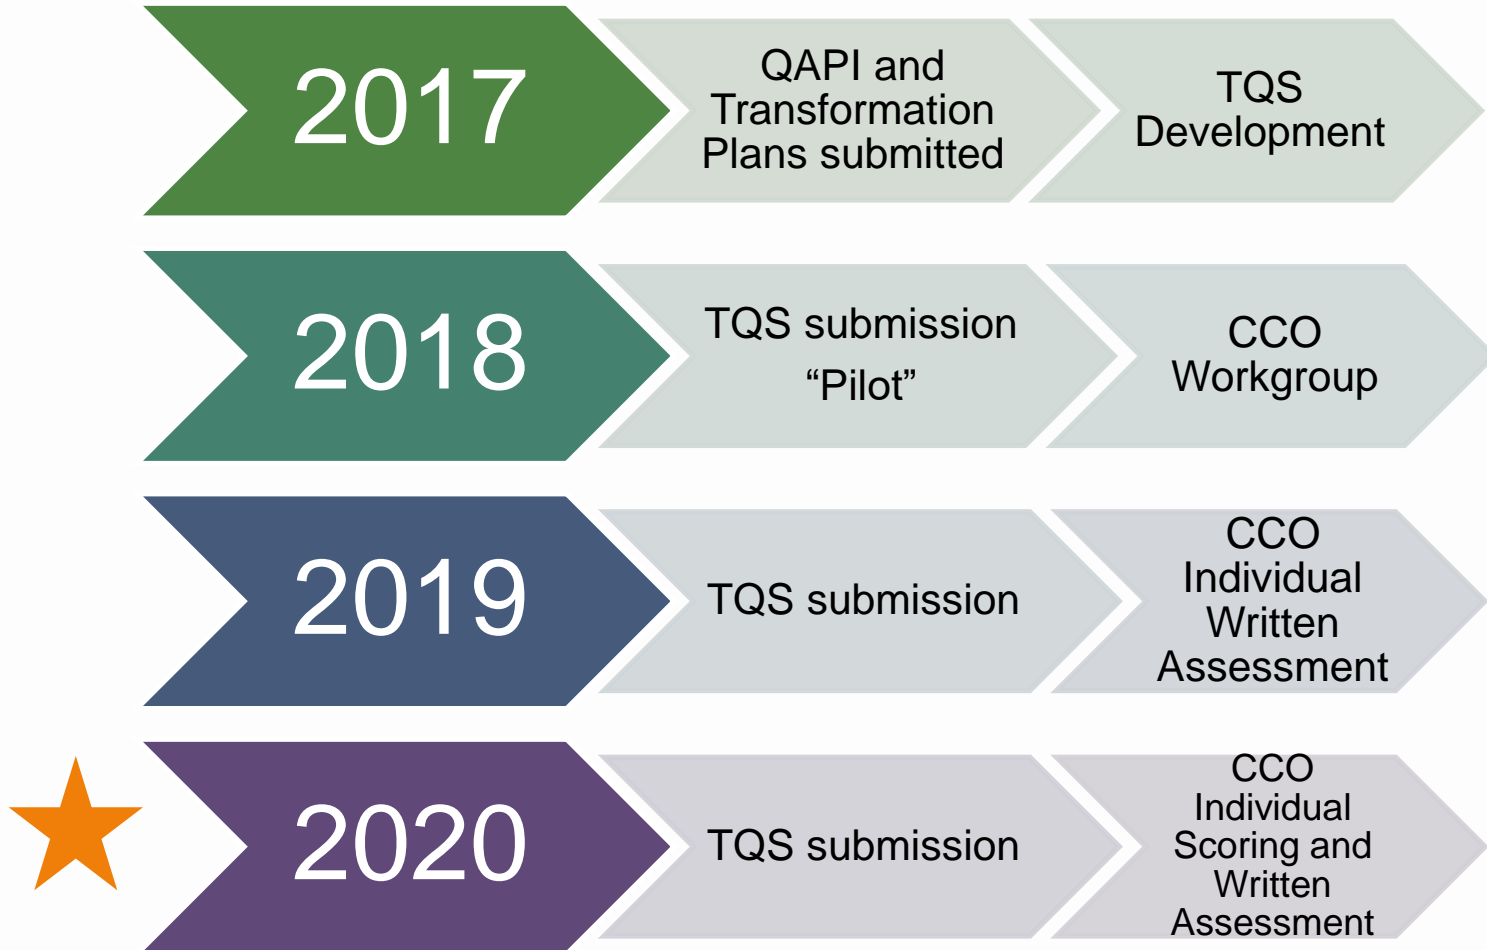 2017
QAPI and
Transformation
Plans submitted
TQS
Development
2018
TQS submission
“Pilot”
CCO
Workgroup
2019
TQS submission
CCO
Individual
Written
Assessment
2020
TQS submission
CCO
Individual
Scoring and
Written
Assessment